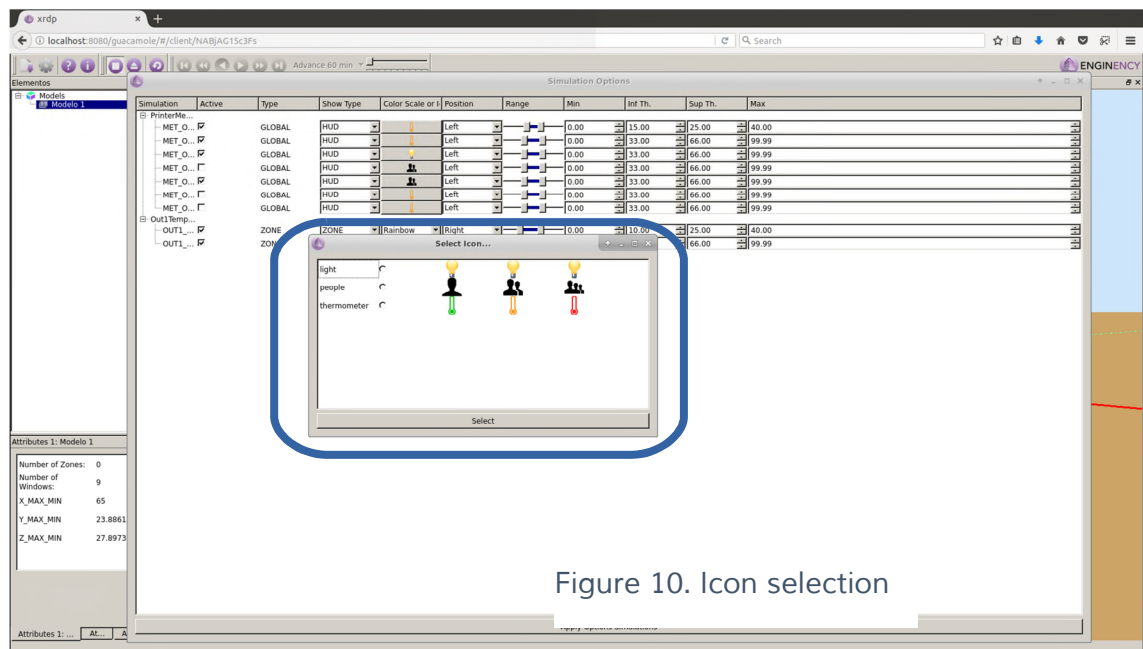 xrdp
localhost:8080/guacamole/#/client/NABjAG15c3Fs
Search
Advance 60 min
ENGINENCY
Elementos
Simulation Options
Models
Modelo 1
Simulation Active Type Show Type Color Scale or I Position Range Min Inf Th. Sup Th. Max
PrinterMe...
MET_O... GLOBAL HUD Left 0.00 15.00 25.00 40.00
MET_O... GLOBAL HUD Left 0.00 33.00 66.00 99.99
MET_O... GLOBAL HUD Left 0.00 33.00 66.00 99.99
MET_O... GLOBAL HUD Left 0.00 33.00 66.00 99.99
MET_O... GLOBAL HUD Left 0.00 33.00 66.00 99.99
MET_O... GLOBAL HUD Left 0.00 33.00 66.00 99.99
MET_O... GLOBAL HUD Left 0.00 33.00 66.00 99.99
Out1Temp...
OUT1_... ZONE ZONE Rainbow Right 0.00 10.00 25.00 40.00
OUT1_... 66.00 99.99
Select Icon...
light
people
thermometer
Select
Attributes 1: Modelo 1
Number of Zones: 0
Number of
Windows: 9
X_MAX_MIN 65
Y_MAX_MIN 23.8861
Z_MAX_MIN 27.8973
Figure 10. Icon selection
Attributes 1: ... At... A